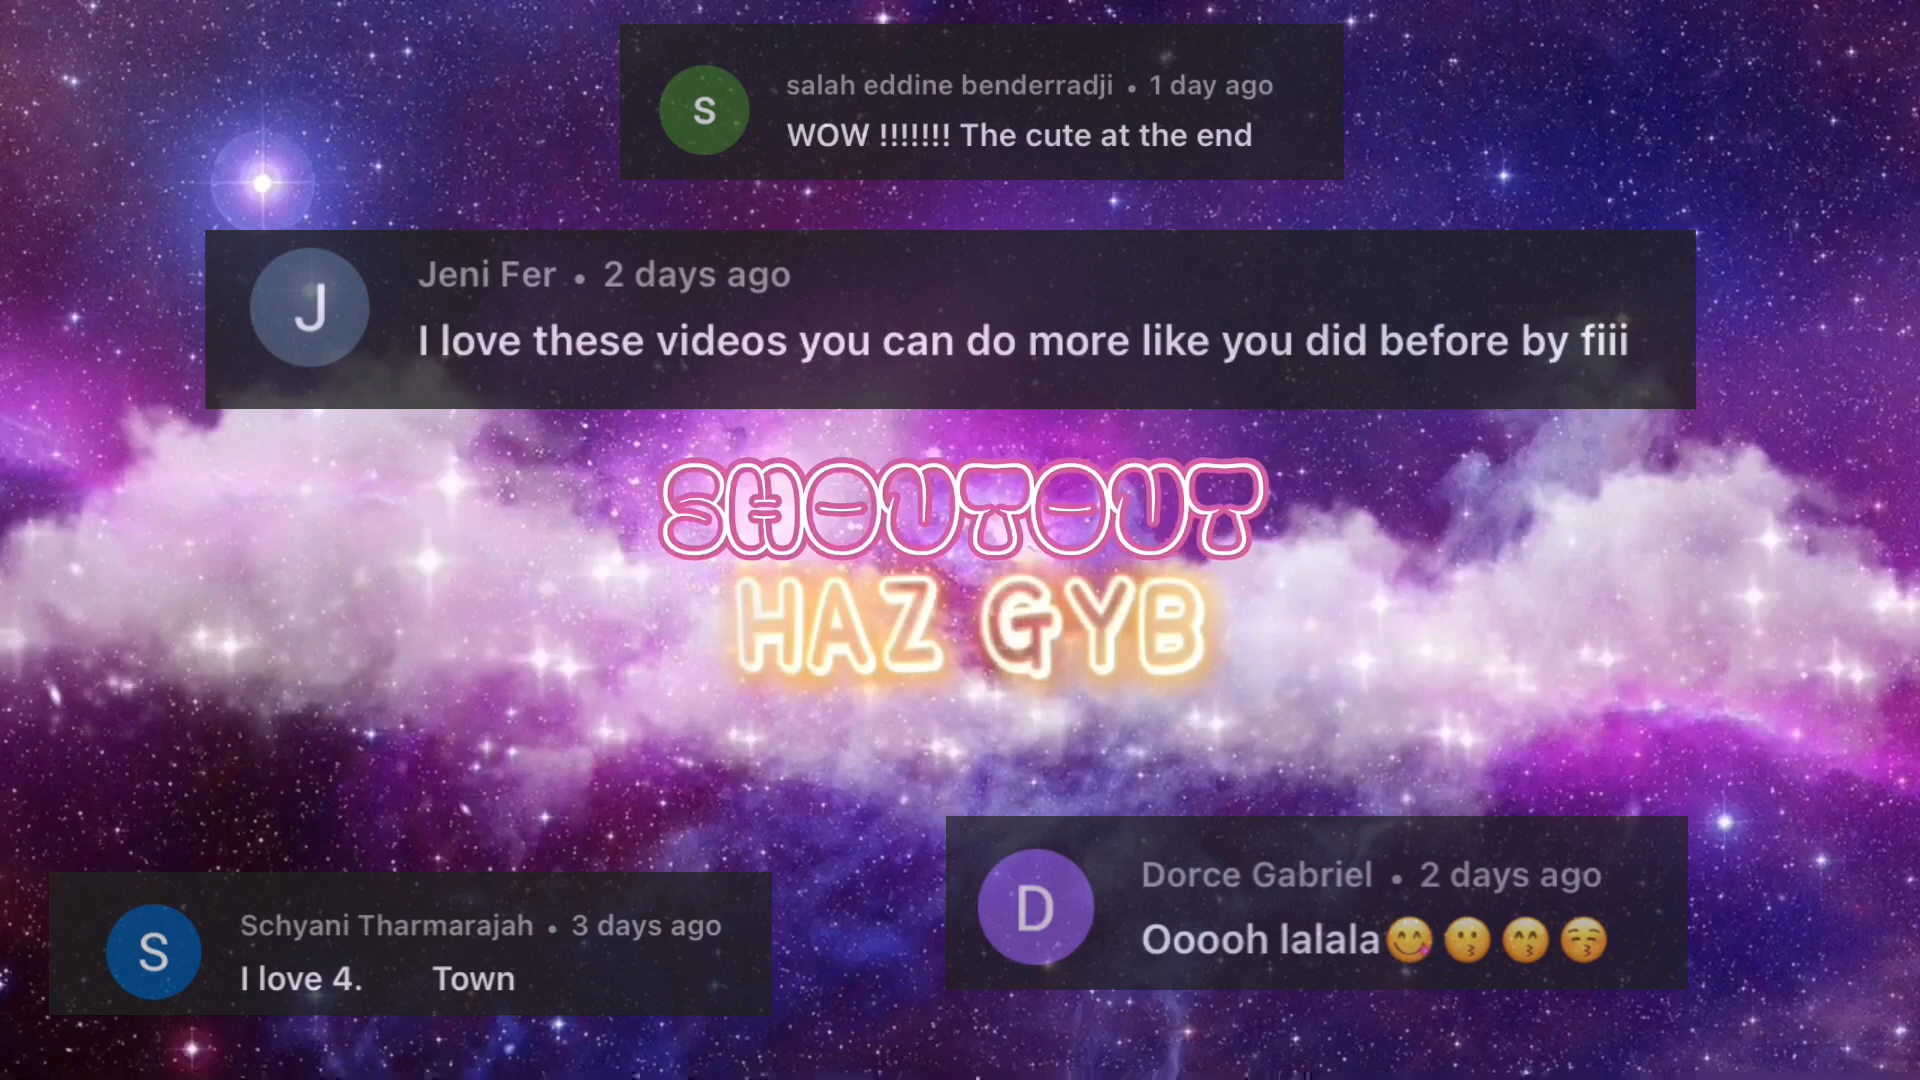 S
salah eddine benderradji • 1 day ago
WOW !!!!!!! The cute at the end
J
Jeni Fer • 2 days ago
I love these videos you can do more like you did before by fiii
SHOUTOUT
HAZ GYB
S
Schyani Tharmarajah • 3 days ago
I love 4. Town
D
Dorce Gabriel • 2 days ago
Ooooh lalala😋😗😙😚